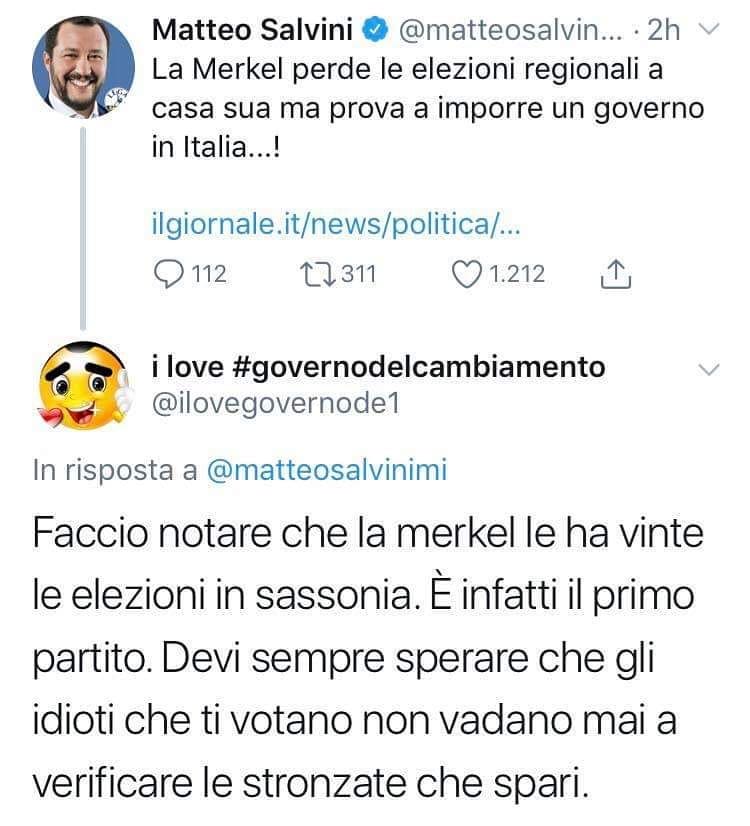 Matteo Salvini @matteosalvin... · 2h
La Merkel perde le elezioni regionali a
casa sua ma prova a imporre un governo
in Italia...!
ilgiornale.it/news/politica/...
112 311 1.212
i love #governodelcambiamento
@ilovegovernode1
In risposta a @matteosalvinimi
Faccio notare che la merkel le ha vinte
le elezioni in sassonia. È infatti il primo
partito. Devi sempre sperare che gli
idioti che ti votano non vadano mai a
verificare le stronzate che spari.